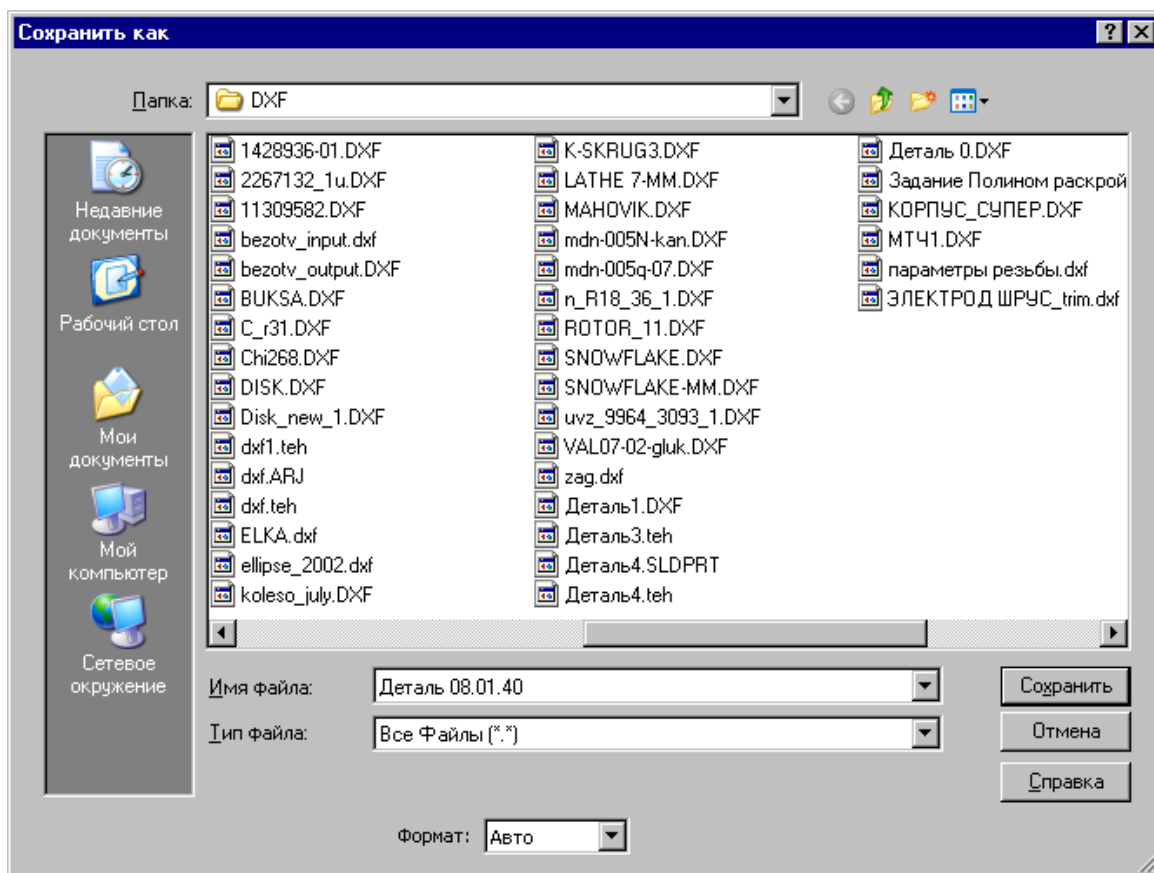 Сохранить как
Папка:
DXF
Недавние
документы
Рабочий стол
Мои
документы
Мой
компьютер
Сетевое
окружение
1428936-01.DXF
2267132_1u.DXF
11309582.DXF
bezotv_input.dxf
bezotv_output.DXF
BUKSA.DXF
C_r31.DXF
Chi268.DXF
DISK.DXF
Disk_new_1.DXF
dxf1.teh
dxf.ARJ
dxf.teh
ELKA.dxf
ellipse_2002.dxf
koleso_july.DXF
K-SKRUG3.DXF
LATHE 7-MM.DXF
MAHOVIK.DXF
mdn-005N-kan.DXF
mdn-005q-07.DXF
n_R18_36_1.DXF
ROTOR_11.DXF
SNOWFLAKE.DXF
SNOWFLAKE-MM.DXF
uvz_9964_3093_1.DXF
VAL07-02-gluk.DXF
zag.dxf
Деталь1.DXF
Деталь3.teh
Деталь4.SLDPRT
Деталь4.teh
Деталь 0.DXF
Задание Полином раскрой
КОРПУС_СУПЕР.DXF
МТЧ1.DXF
параметры резьбы.dxf
ЭЛЕКТРОД ШРУС_trim.dxf
Имя файла:
Деталь 08.01.40
Сохранить
Тип файла:
Все Файлы (*.*)
Отмена
Справка
Формат:
Авто